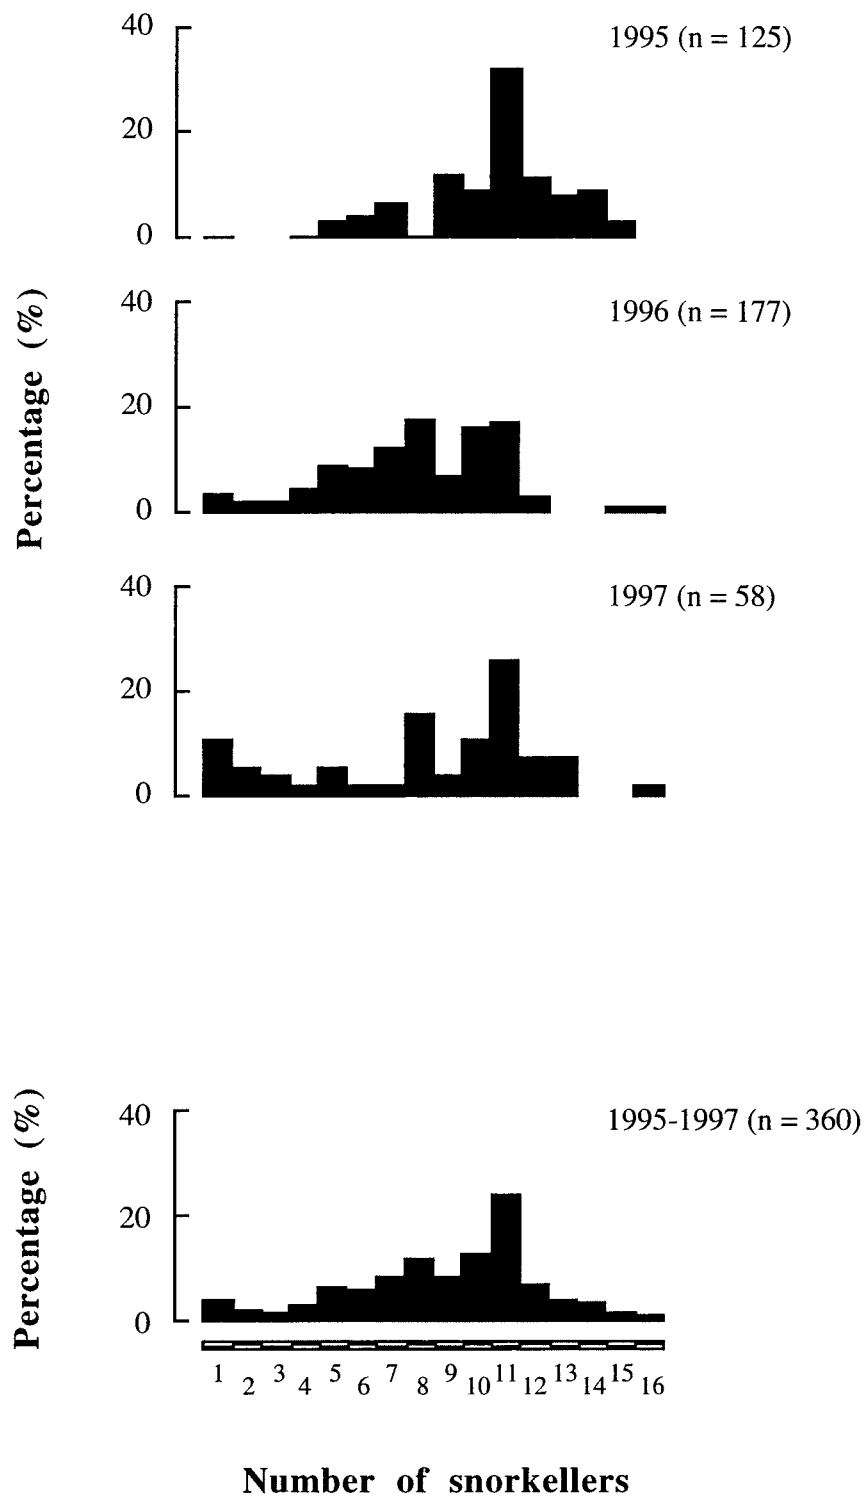 40
1995 (n = 125)
20
0
40
1996 (n = 177)
20
0
Percentage (%)
40
1997 (n = 58)
20
0
40
1995-1997 (n = 360)
20
0
Percentage (%)
1 2 3 4 5 6 7 8 9 10 11 12 13 14 15 16
Number of snorkellers